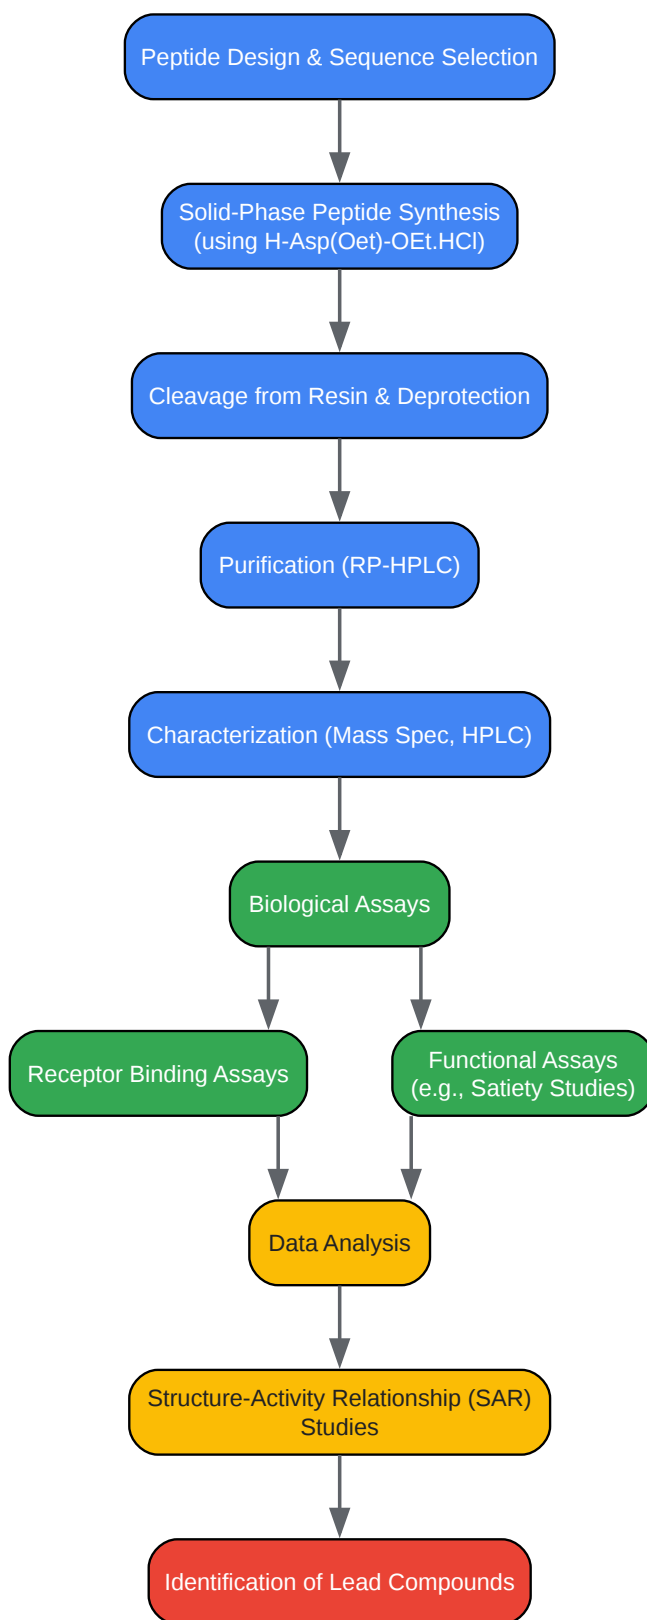 Peptide Design & Sequence Selection
Solid-Phase Peptide Synthesis
(using H-Asp(Oet)-OEt.HCl)
Cleavage from Resin & Deprotection
Purification (RP-HPLC)
Characterization (Mass Spec, HPLC)
Biological Assays
Receptor Binding Assays
Functional Assays
(e.g., Satiety Studies)
Data Analysis
Structure-Activity Relationship (SAR)
Studies
Identification of Lead Compounds